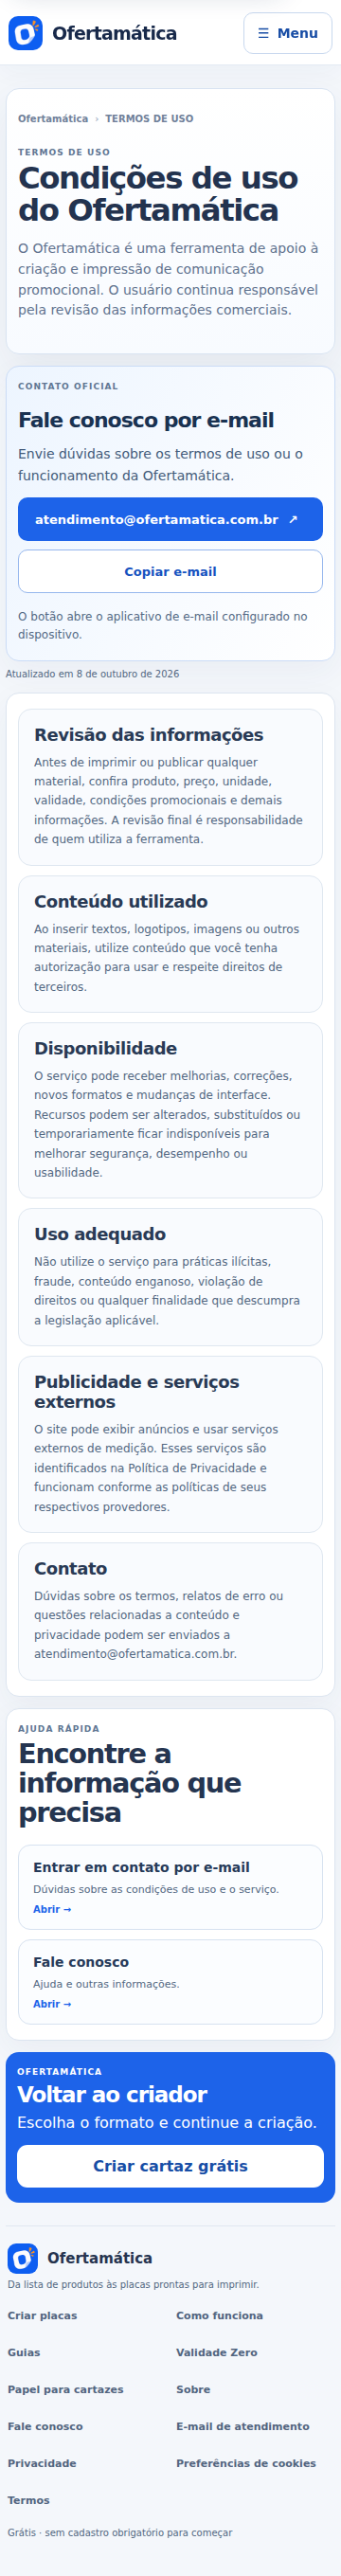 Ofertamática
☰ Menu
Ofertamática › TERMOS DE USO
TERMOS DE USO
Condições de uso
do Ofertamática
O Ofertamática é uma ferramenta de apoio à
criação e impressão de comunicação
promocional. O usuário continua responsável
pela revisão das informações comerciais.
CONTATO OFICIAL
Fale conosco por e-mail
Envie dúvidas sobre os termos de uso ou o
funcionamento da Ofertamática.
atendimento@ofertamatica.com.br ↗
Copiar e-mail
O botão abre o aplicativo de e-mail configurado no
dispositivo.
Atualizado em 8 de outubro de 2026
Revisão das informações
Antes de imprimir ou publicar qualquer
material, confira produto, preço, unidade,
validade, condições promocionais e demais
informações. A revisão final é responsabilidade
de quem utiliza a ferramenta.
Conteúdo utilizado
Ao inserir textos, logotipos, imagens ou outros
materiais, utilize conteúdo que você tenha
autorização para usar e respeite direitos de
terceiros.
Disponibilidade
O serviço pode receber melhorias, correções,
novos formatos e mudanças de interface.
Recursos podem ser alterados, substituídos ou
temporariamente ficar indisponíveis para
melhorar segurança, desempenho ou
usabilidade.
Uso adequado
Não utilize o serviço para práticas ilícitas,
fraude, conteúdo enganoso, violação de
direitos ou qualquer finalidade que descumpra
a legislação aplicável.
Publicidade e serviços
externos
O site pode exibir anúncios e usar serviços
externos de medição. Esses serviços são
identificados na Política de Privacidade e
funcionam conforme as políticas de seus
respectivos provedores.
Contato
Dúvidas sobre os termos, relatos de erro ou
questões relacionadas a conteúdo e
privacidade podem ser enviados a
atendimento@ofertamatica.com.br.
AJUDA RÁPIDA
Encontre a
informação que
precisa
Entrar em contato por e-mail
Dúvidas sobre as condições de uso e o serviço.
Abrir →
Fale conosco
Ajuda e outras informações.
Abrir →
OFERTAMÁTICA
Voltar ao criador
Escolha o formato e continue a criação.
Criar cartaz grátis
Ofertamática
Da lista de produtos às placas prontas para imprimir.
Criar placas Como funciona
Guias Validade Zero
Papel para cartazes Sobre
Fale conosco E-mail de atendimento
Privacidade Preferências de cookies
Termos
Grátis · sem cadastro obrigatório para começar